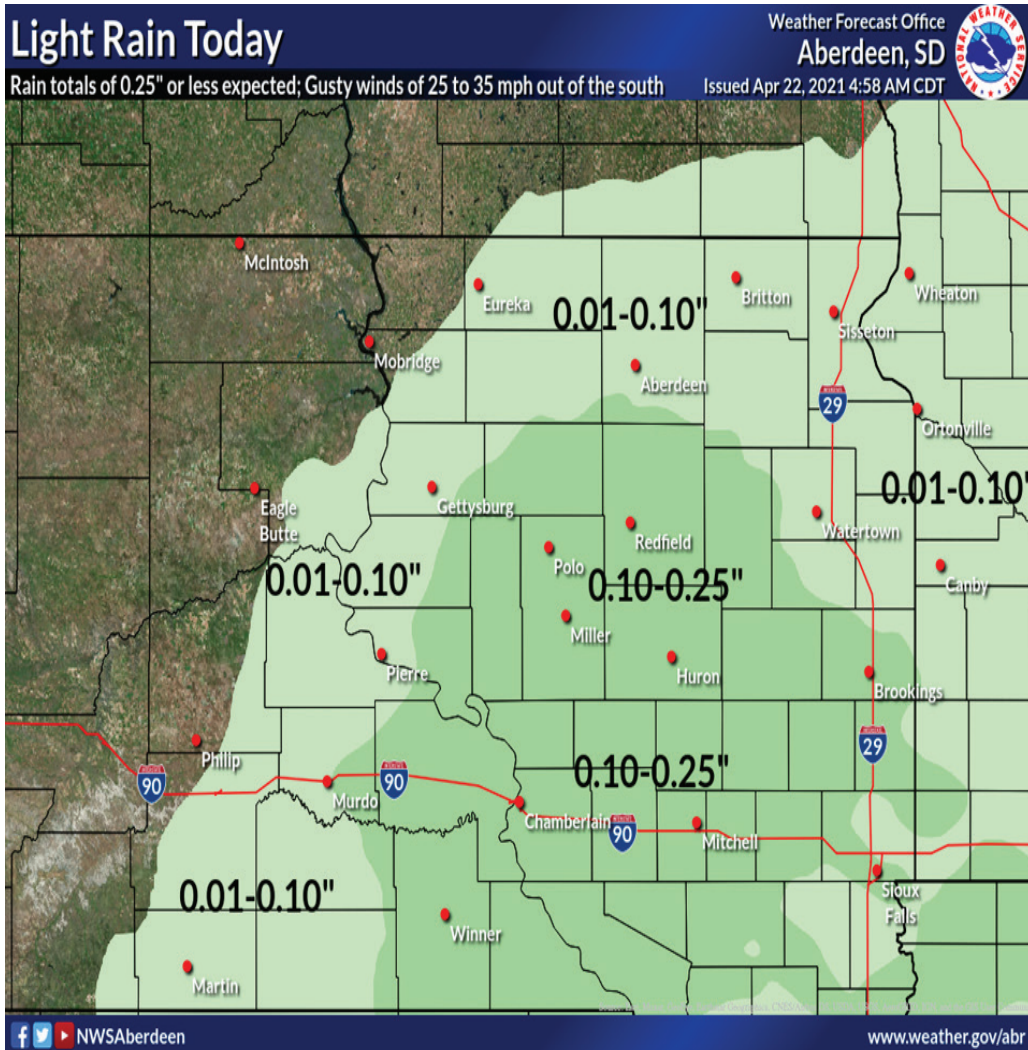 Light Rain Today
Rain totals of 0.25" or less expected; Gusty winds of 25 to 35 mph out of the south
Weather Forecast Office
Aberdeen, SD
Issued Apr 22, 2021 4:58 AM CDT
NATIONAL WEATHER SERVICE
McIntosh
Eureka
Britton
Wheaton
0.01-0.10"
Sisseton
Mobridge
Aberdeen
29
Ortonville
Eagle
Butte
Gettysburg
0.01-0.10"
Redfield
Watertown
Polo
0.01-0.10"
0.10-0.25"
Canby
Miller
Pierre
Huron
Brookings
Philip
29
90
Murdo
90
0.10-0.25"
Chamberlain
90
Mitchell
0.01-0.10"
Sioux
Falls
Winner
Martin
NWSAberdeen
www.weather.gov/abr